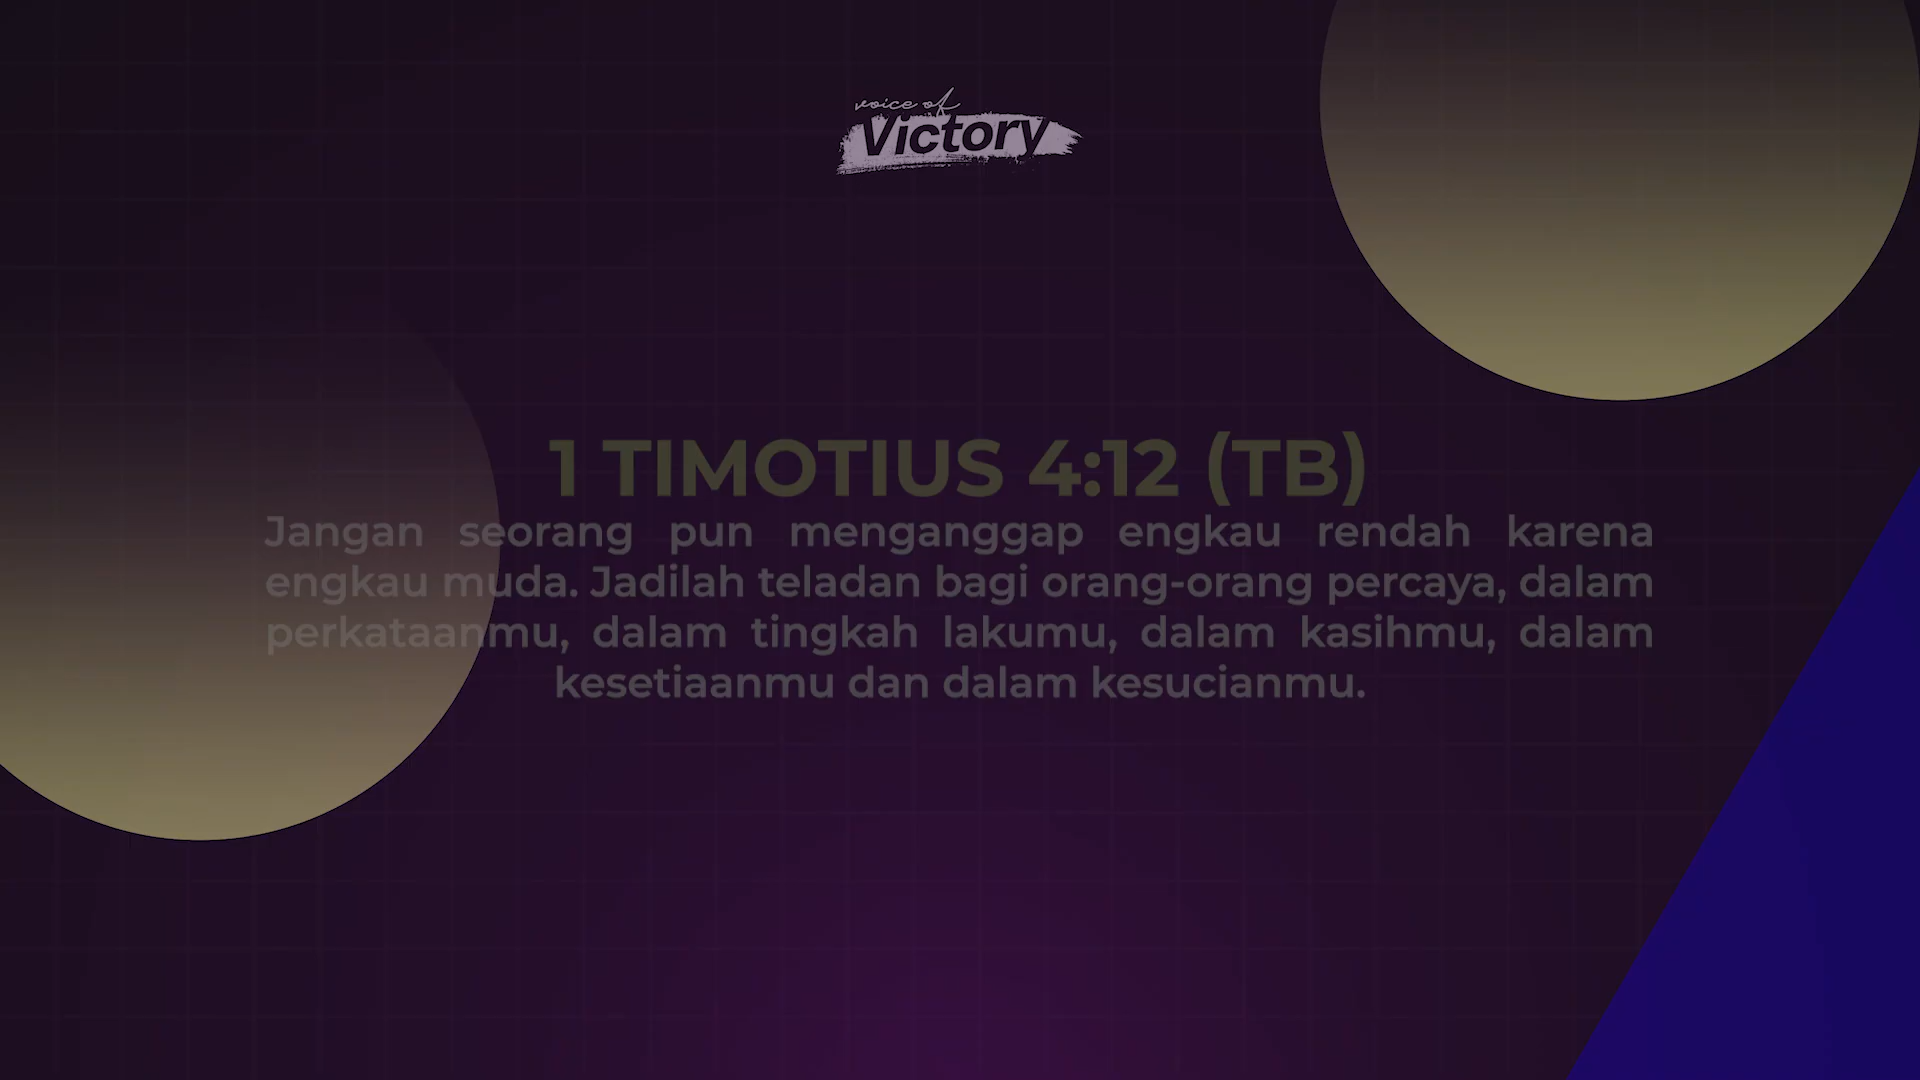 voice of
Victory
1 TIMOTIUS 4:12 (TB)
Jangan seorang pun menganggap engkau rendah karena
engkau muda. Jadilah teladan bagi orang-orang percaya, dalam
perkataanmu, dalam tingkah lakumu, dalam kasihmu, dalam
kesetiaanmu dan dalam kesucianmu.